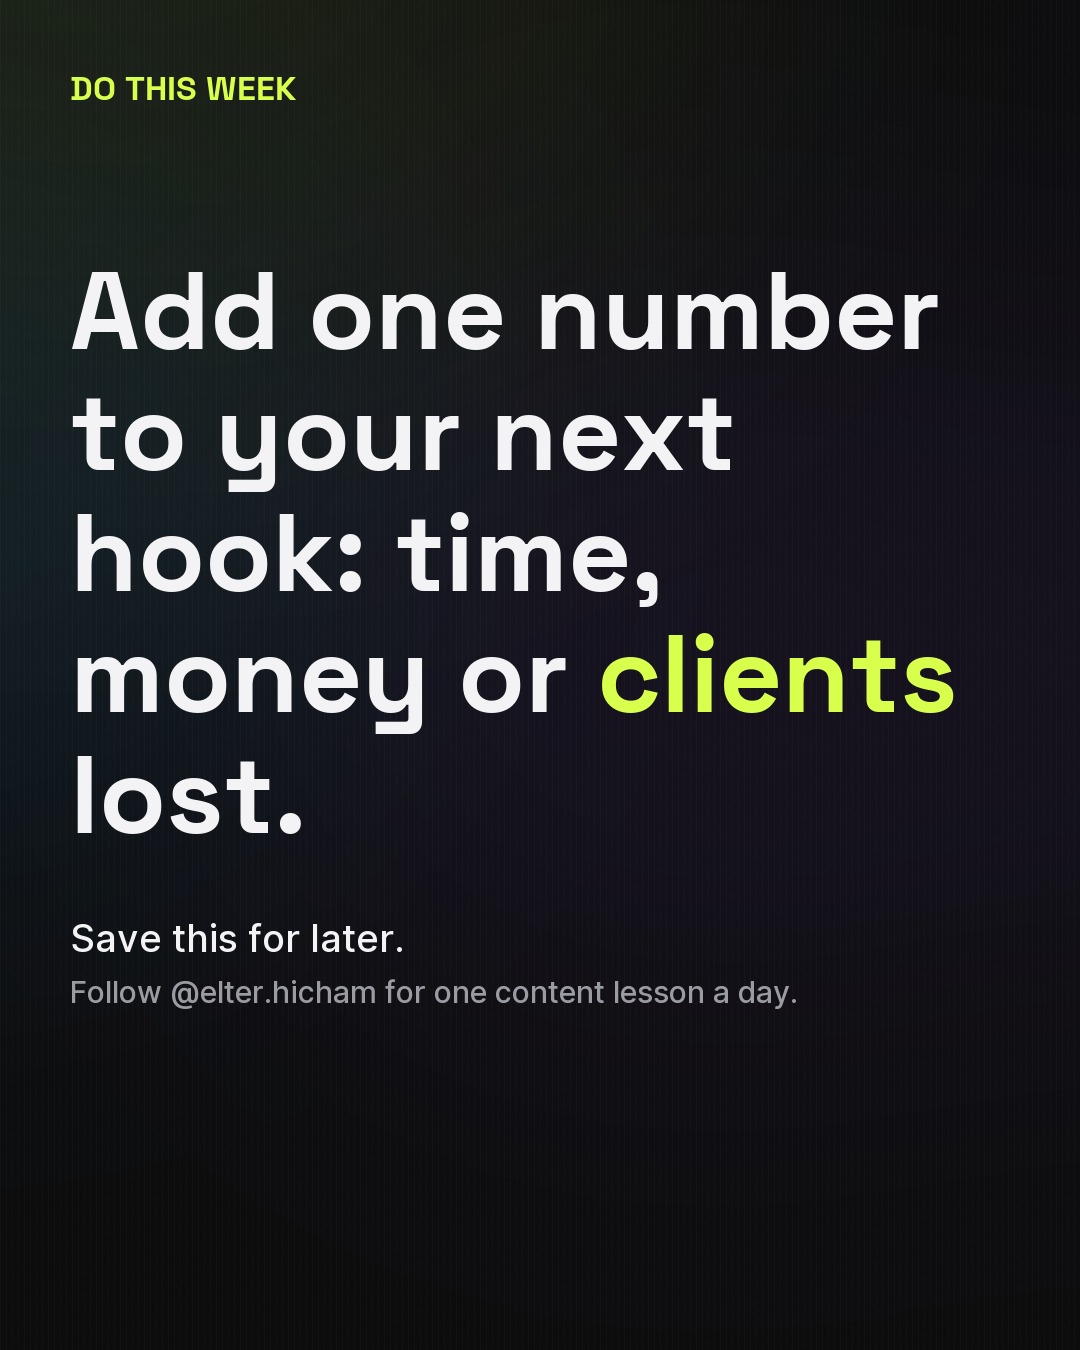 DO THIS WEEK
Add one number
to your next
hook: time,
money or clients
lost.
Save this for later.
Follow @elter.hicham for one content lesson a day.